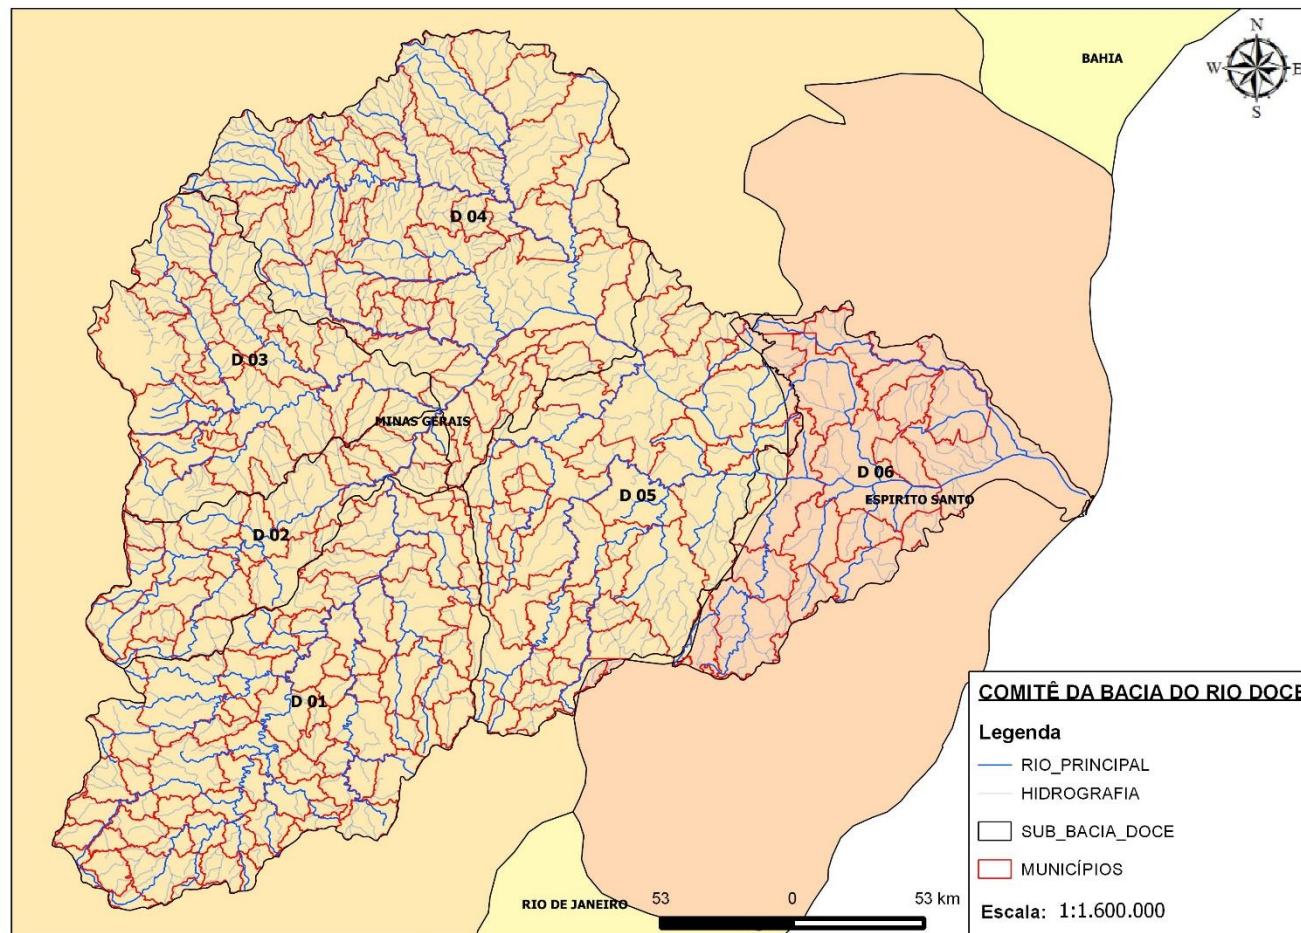 N
BAHIA
W
E
S
D 04
D 03
MINAS GERAIS
D 06
D 05
ESPIRITO SANTO
D 02
D 01
COMITÊ DA BACIA DO RIO DOCE
Legenda
RIO_PRINCIPAL
HIDROGRAFIA
SUB_BACIA_DOCE
MUNICÍPIOS
Escala: 1:1.600.000
RIO DE JANEIRO
53 0 53 km